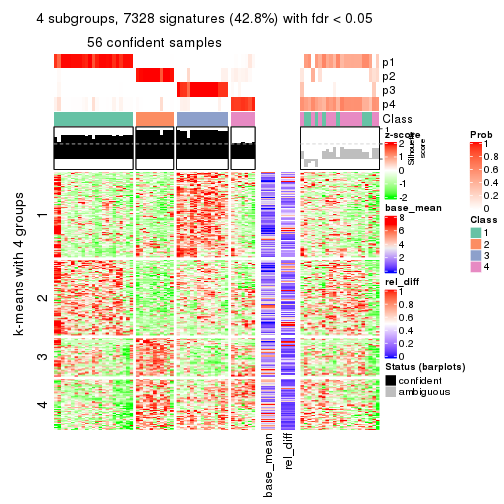 4 subgroups, 7328 signatures (42.8%) with fdr < 0.05
56 confident samples
p1
p2
p3
p4
Class
1
Silhouette
score
k-means with 4 groups
1
2
3
4
base_mean
rel_diff
z-score
2
1
0
-1
-2
base_mean
8
6
4
2
0
rel_diff
1
0.8
0.6
0.4
0.2
0
Status (barplots)
confident
ambiguous
Prob
1
0.8
0.6
0.4
0.2
0
Class
1
2
3
4